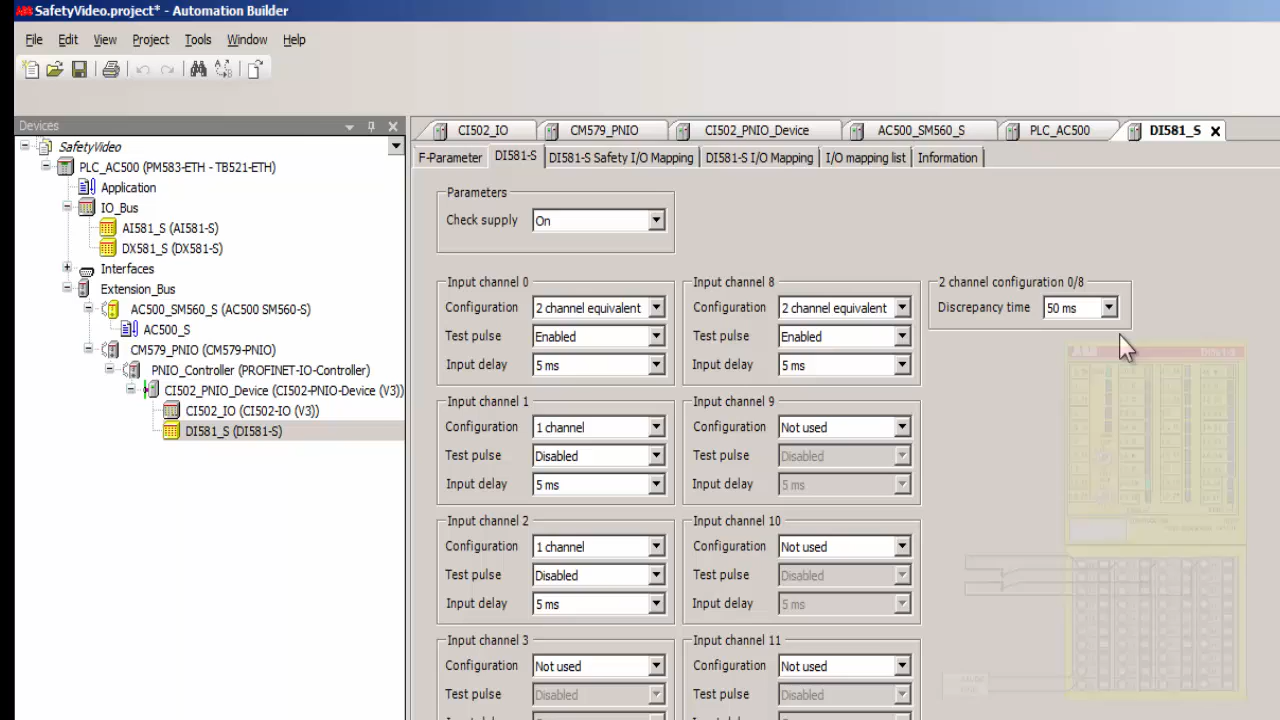 SafetyVideo.project* - Automation Builder
File Edit View Project Tools Window Help
Devices
SafetyVideo
PLC_AC500 (PM583-ETH - TB521-ETH)
Application
IO_Bus
AI581_S (AI581-S)
DX581_S (DX581-S)
Interfaces
Extension_Bus
AC500_SM560_S (AC500 SM560-S)
AC500_S
CM579_PNIO (CM579-PNIO)
PNIO_Controller (PROFINET-IO-Controller)
CI502_PNIO_Device (CI502-PNIO-Device (V3))
CI502_IO (CI502-IO (V3))
DI581_S (DI581-S)
CI502_IO CM579_PNIO CI502_PNIO_Device AC500_SM560_S PLC_AC500 DI581_S
F-Parameter DI581-S DI581-S Safety I/O Mapping DI581-S I/O Mapping I/O mapping list Information
Parameters
Check supply On
Input channel 0
Configuration 2 channel equivalent
Test pulse Enabled
Input delay 5 ms
Input channel 8
Configuration 2 channel equivalent
Test pulse Enabled
Input delay 5 ms
2 channel configuration 0/8
Discrepancy time 50 ms
Input channel 1
Configuration 1 channel
Test pulse Disabled
Input delay 5 ms
Input channel 9
Configuration Not used
Test pulse Disabled
Input delay 5 ms
Input channel 2
Configuration 1 channel
Test pulse Disabled
Input delay 5 ms
Input channel 10
Configuration Not used
Test pulse Disabled
Input delay 5 ms
Input channel 3
Configuration Not used
Test pulse Disabled
Input channel 11
Configuration Not used
Test pulse Disabled
DI581-S